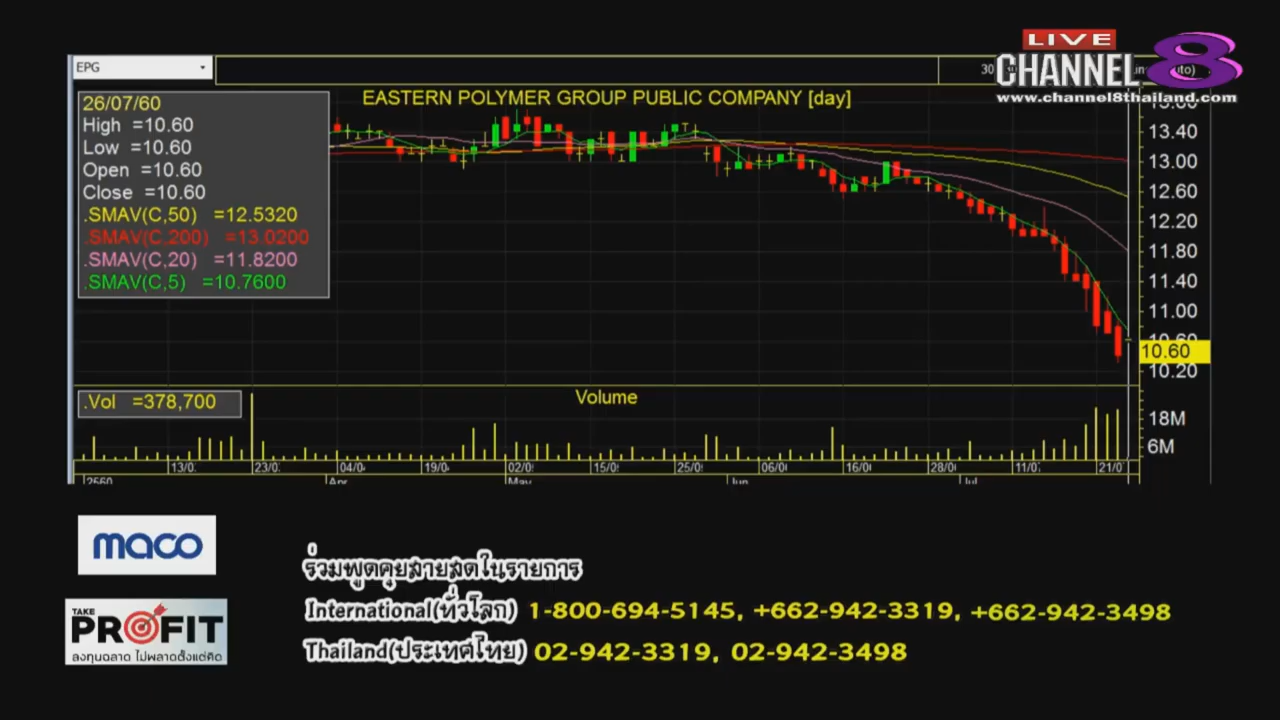 LIVE
CHANNEL 8
www.channel8thailand.com
EPG
EASTERN POLYMER GROUP PUBLIC COMPANY [day]
26/07/60
High =10.60
Low =10.60
Open =10.60
Close =10.60
.SMAV(C,50) =12.5320
.SMAV(C,200) =13.0200
.SMAV(C,20) =11.8200
.SMAV(C,5) =10.7600
13.40
13.00
12.60
12.20
11.80
11.40
11.00
10.60
10.20
.Vol =378,700
Volume
18M
6M
13/0 23/0 04/0 19/0 02/0 15/0 25/0 06/0 16/0 28/0 11/0 21/0
2560 Apr May Jun Jul
maco
TAKE
PROFIT
ลงทุนฉลาด ไม่พลาดตั้งแต่คิด
ร่วมพูดคุยสายสดในรายการ
International(ทั่วโลก) 1-800-694-5145, +662-942-3319, +662-942-3498
Thailand(ประเทศไทย) 02-942-3319, 02-942-3498